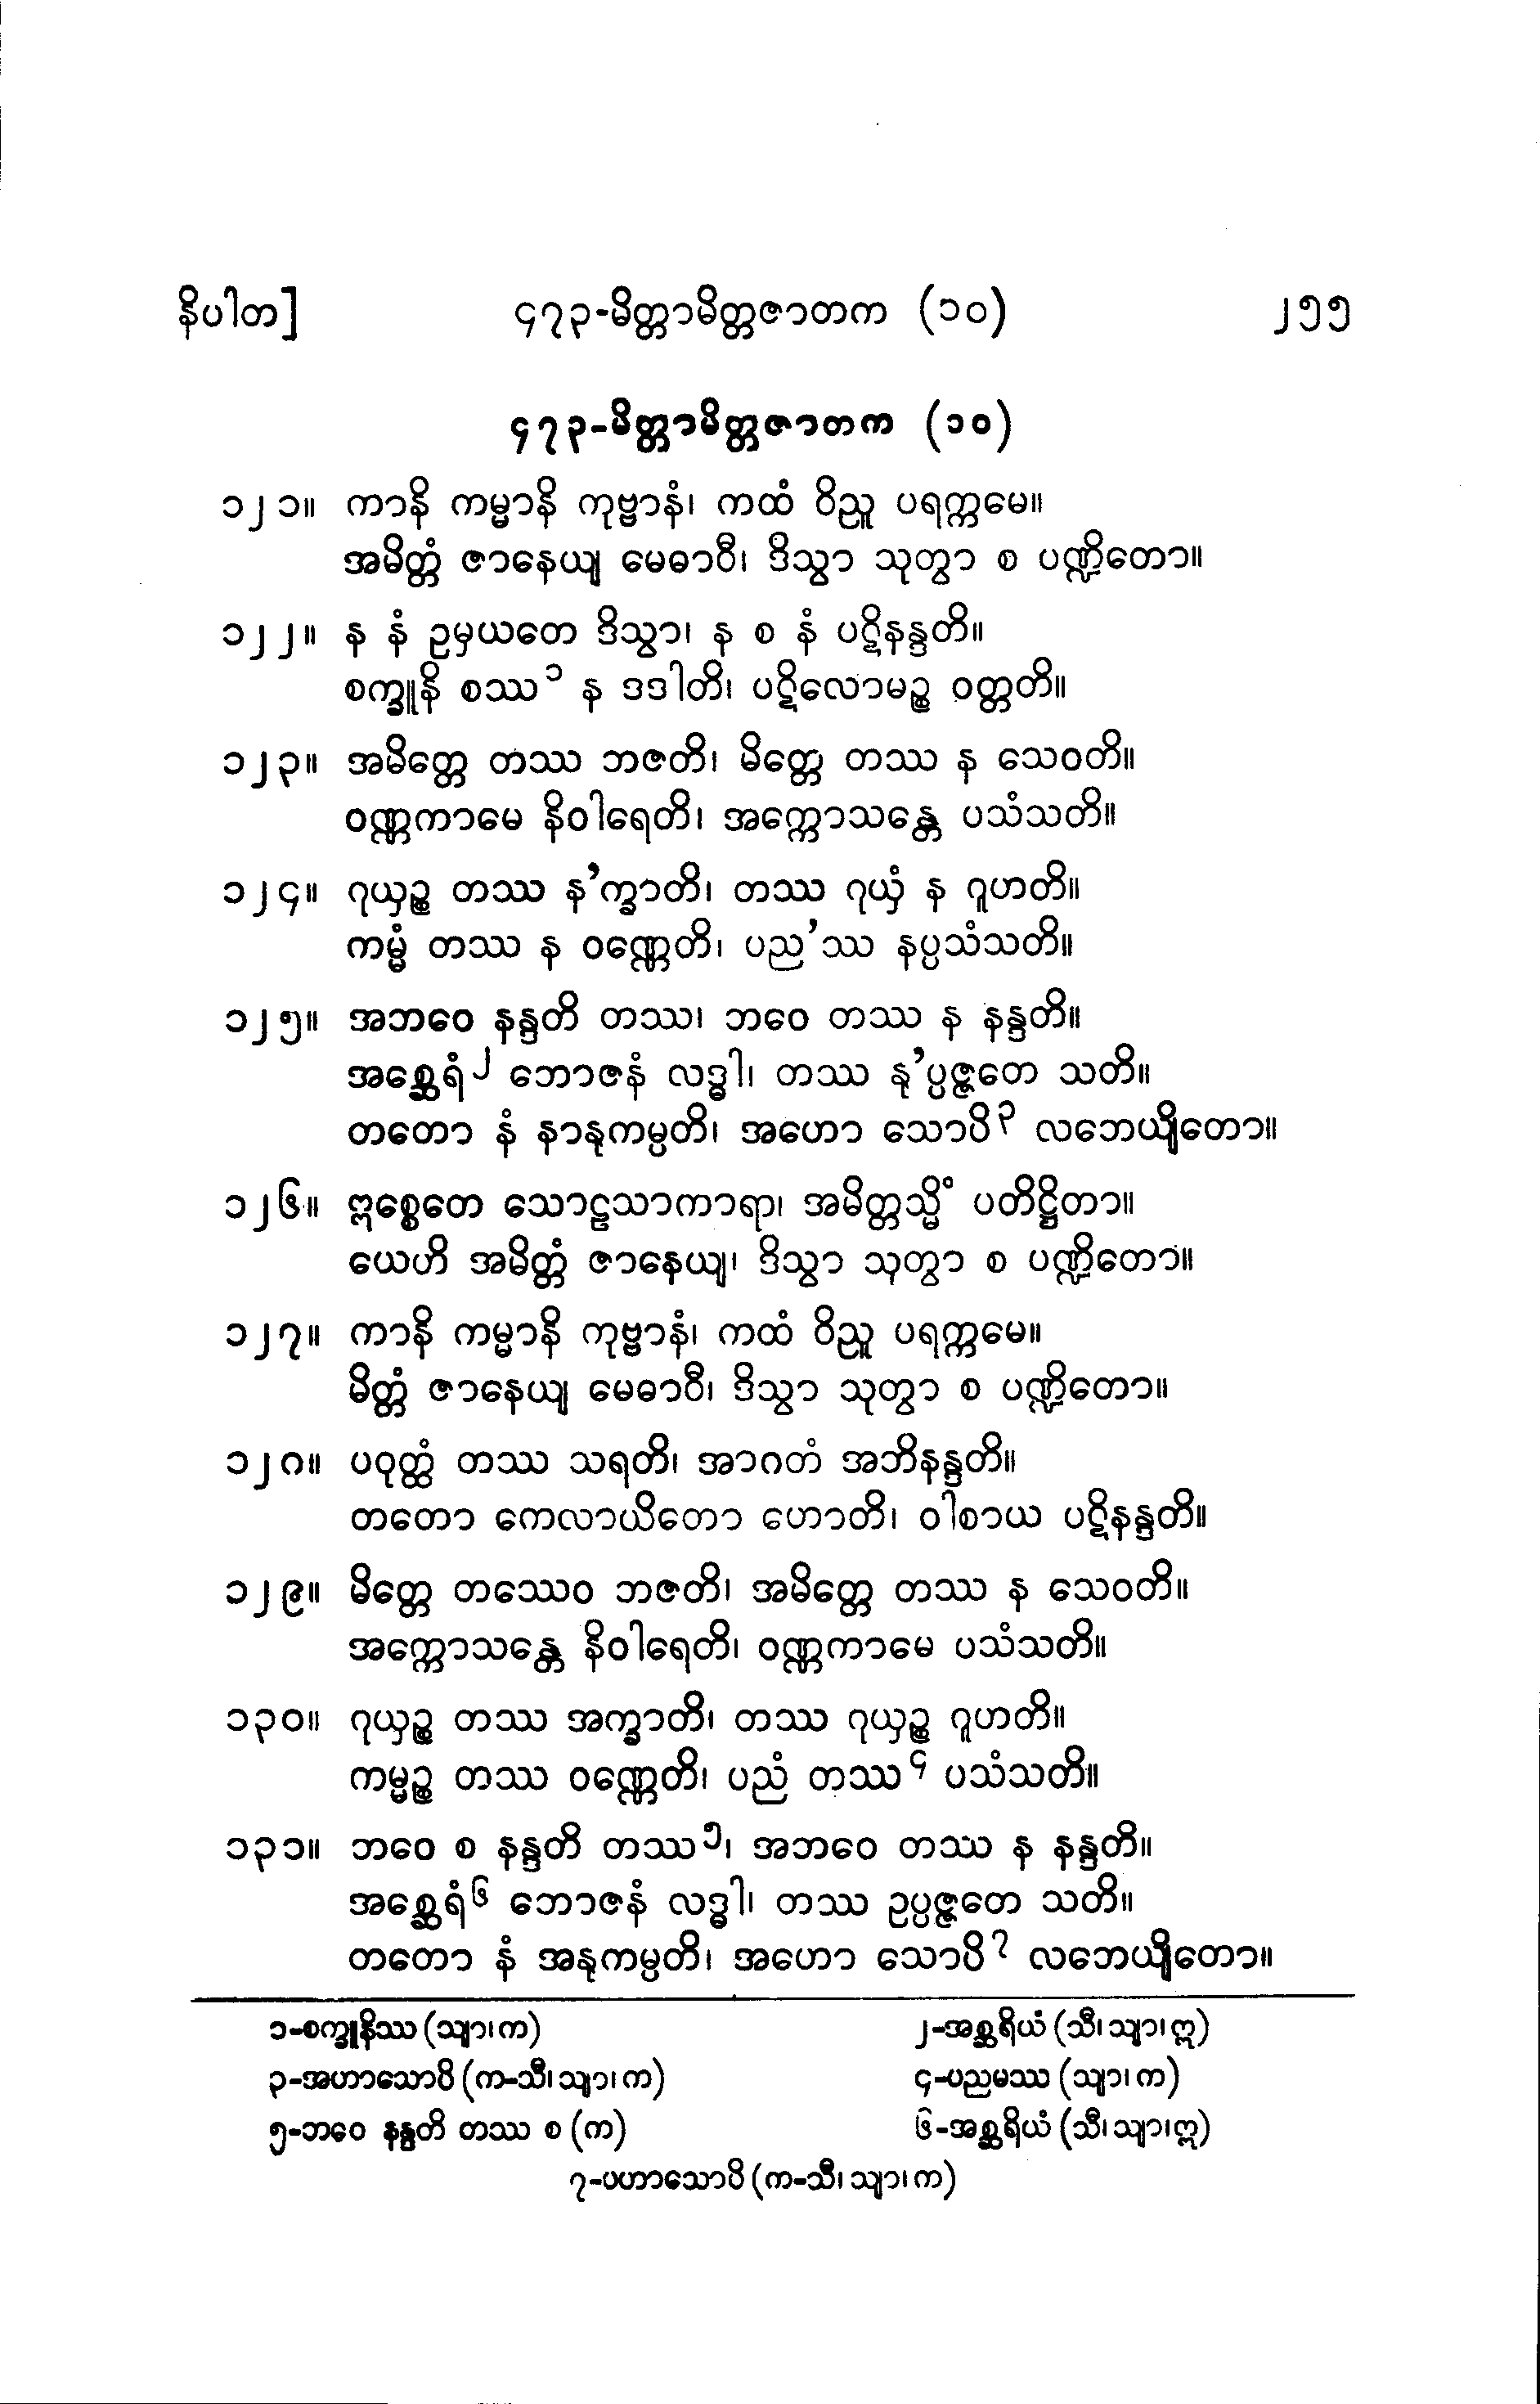 နိပါတ]   ၄၇၃-မိတ္တာမိတ္တဇာတက (၁၀)   ၂၅၅
၄၇၃-မိတ္တာမိတ္တဇာတက (၁၀)
၁၂၁။ ကာနိ ကမ္မာနိ ကုဗ္ဗာနံ၊ ကထံ ဝိညူ ပရက္ကမေ။
အမိတ္တံ ဇာနေယျ မေဓာဝီ၊ ဒိသွာ သုတွာ စ ပဏ္ဍိတော။
၁၂၂။ န နံ ဥမှယတေ ဒိသွာ၊ န စ နံ ပဋိနန္ဒတိ။
စက္ခူနိ စဿ ၁ န ဒဒါတိ၊ ပဋိလောမဉ္စ ဝတ္တတိ။
၁၂၃။ အမိတ္တေ တဿ ဘဇတိ၊ မိတ္တေ တဿ န သေဝတိ။
ဝဏ္ဏကာမေ နိဝါရေတိ၊ အက္ကောသန္တေ ပသံသတိ။
၁၂၄။ ဂုယှဉ္စ တဿ န’က္ခာတိ၊ တဿ ဂုယှံ န ဂူဟတိ။
ကမ္မံ တဿ န ဝဏ္ဏေတိ၊ ပည’ဿ နပ္ပသံသတိ။
၁၂၅။ အဘဝေ နန္ဒတိ တဿ၊ ဘဝေ တဿ န နန္ဒတိ။
အစ္ဆေရံ ၂ ဘောဇနံ လဒ္ဓါ၊ တဿ နု’ပ္ပဇ္ဇတေ သတိ။
တတော နံ နာနုကမ္ပတိ၊ အဟော သောပိ ၃ လဘေယျိတော။
၁၂၆။ ဣစ္စေတေ သောဠသာကာရာ၊ အမိတ္တသ္မိံ ပတိဋ္ဌိတာ။
ယေဟိ အမိတ္တံ ဇာနေယျ၊ ဒိသွာ သုတွာ စ ပဏ္ဍိတော။
၁၂၇။ ကာနိ ကမ္မာနိ ကုဗ္ဗာနံ၊ ကထံ ဝိညူ ပရက္ကမေ။
မိတ္တံ ဇာနေယျ မေဓာဝီ၊ ဒိသွာ သုတွာ စ ပဏ္ဍိတော။
၁၂၈။ ပဝုတ္ထံ တဿ သရတိ၊ အာဂတံ အဘိနန္ဒတိ။
တတော ကေလာယိတော ဟောတိ၊ ဝါစာယ ပဋိနန္ဒတိ။
၁၂၉။ မိတ္တေ တဿေဝ ဘဇတိ၊ အမိတ္တေ တဿ န သေဝတိ။
အက္ကောသန္တေ နိဝါရေတိ၊ ဝဏ္ဏကာမေ ပသံသတိ။
၁၃၀။ ဂုယှဉ္စ တဿ အက္ခာတိ၊ တဿ ဂုယှဉ္စ ဂူဟတိ။
ကမ္မဉ္စ တဿ ဝဏ္ဏေတိ၊ ပညံ တဿ ၄ ပသံသတိ။
၁၃၁။ ဘဝေ စ နန္ဒတိ တဿ ၅၊ အဘဝေ တဿ န နန္ဒတိ။
အစ္ဆေရံ ၆ ဘောဇနံ လဒ္ဓါ၊ တဿ ဥပ္ပဇ္ဇတေ သတိ။
တတော နံ အနုကမ္ပတိ၊ အဟော သောပိ ၇ လဘေယျိတော။
၁-စက္ခူနိဿ (သျာ၊ က)   ၂-အစ္ဆရိယံ (သီ၊ သျာ၊ ဣ)
၃-အဟာသောပိ (က-သီ၊ သျာ၊ က)   ၄-ပညမဿ (သျာ၊ က)
၅-ဘဝေ နန္ဒတိ တဿ စ (က)   ၆-အစ္ဆရိယံ (သီ၊ သျာ၊ ဣ)
၇-ပဟာသောပိ (က-သီ၊ သျာ၊ က)